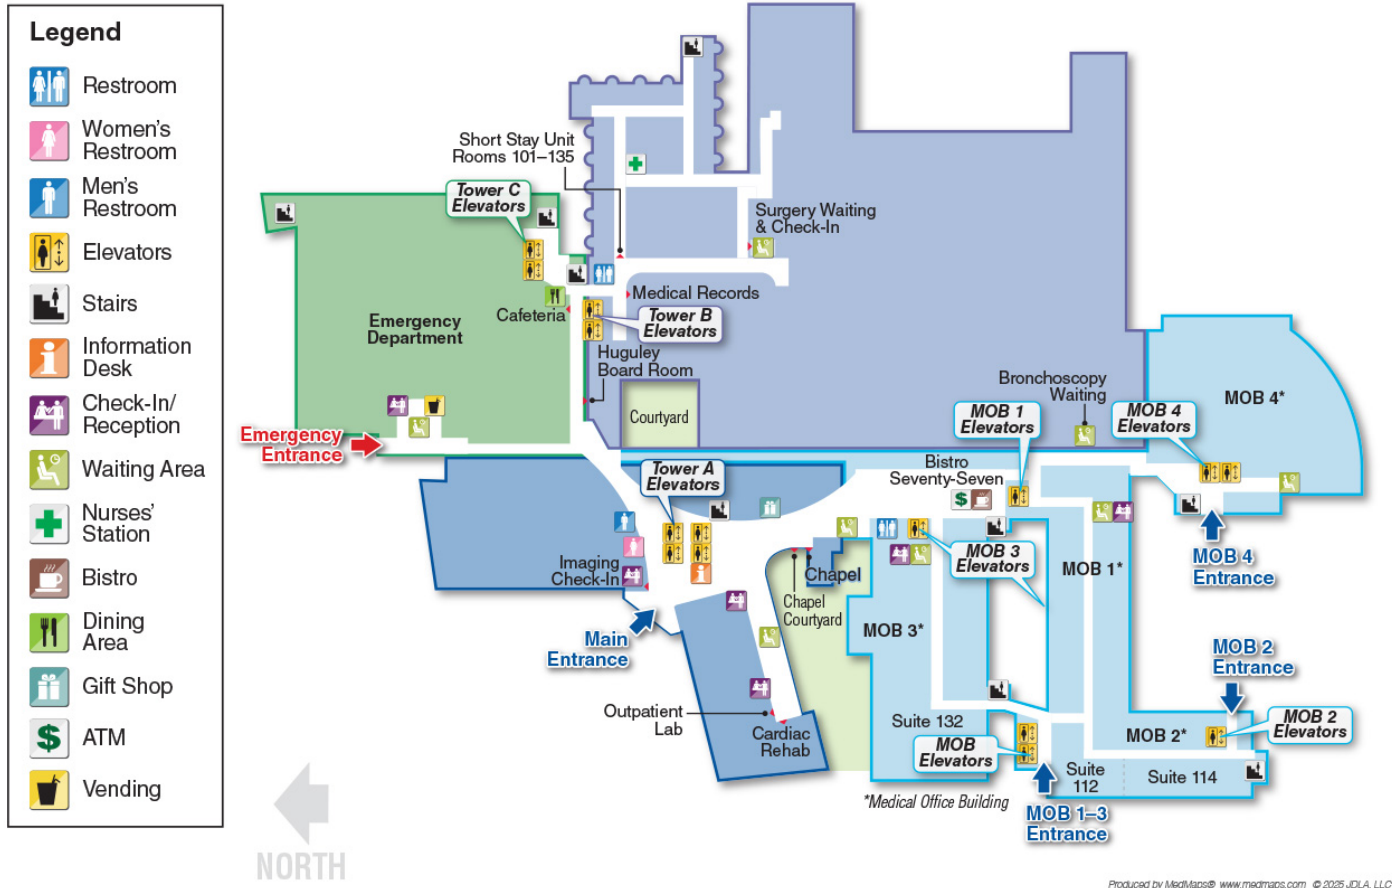 Legend
Restroom
Women's
Restroom
Men's
Restroom
Elevators
Stairs
Information
Desk
Check-In/
Reception
Waiting Area
Nurses'
Station
Bistro
Dining
Area
Gift Shop
ATM
Vending
Short Stay Unit
Rooms 101–135
Tower C
Elevators
Surgery Waiting
& Check-In
Medical Records
Cafeteria
Tower B
Elevators
Emergency
Department
Huguley
Board Room
Courtyard
Bronchoscopy
Waiting
MOB 4*
MOB 1
Elevators
MOB 4
Elevators
Emergency
Entrance
Tower A
Elevators
Bistro
Seventy-Seven
$
MOB 3
Elevators
MOB 1*
MOB 4
Entrance
Imaging
Check-In
Chapel
Chapel
Courtyard
MOB 3*
Main
Entrance
MOB 2
Entrance
Outpatient
Lab
Cardiac
Rehab
Suite 132
MOB
Elevators
MOB 2*
MOB 2
Elevators
Suite
112
Suite 114
*Medical Office Building
MOB 1–3
Entrance
NORTH
Produced by MedMaps® www.medmaps.com © 2025 JDLA, LLC